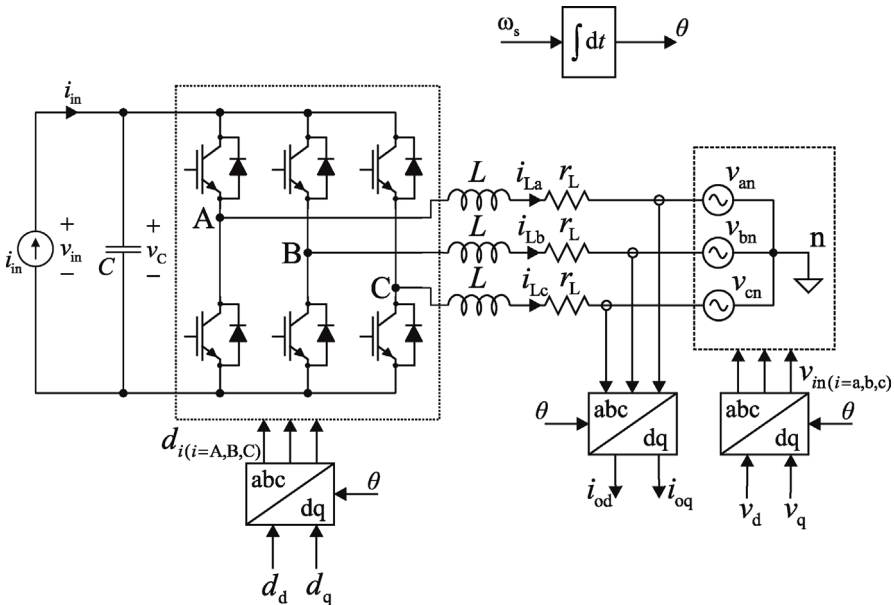 ωs
∫dt
θ
iin
A
B
C
L
iLa
rL
van
L
iLb
rL
vbn
n
L
iLc
rL
vcn
iin
+
vin
−
C
+
vC
−
di(i=A,B,C)
abc
dq
θ
dd
dq
θ
abc
dq
iod
ioq
vin(i=a,b,c)
abc
dq
θ
vd
vq